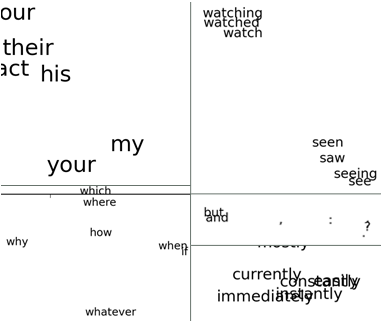 our
their
act his
my
your
which
where
why
how
when
if
whatever
watching
watched
watch
seen
saw
seeing
see
but
and
, : , ? .
mostly
currently
constantly
easily
immediately
instantly